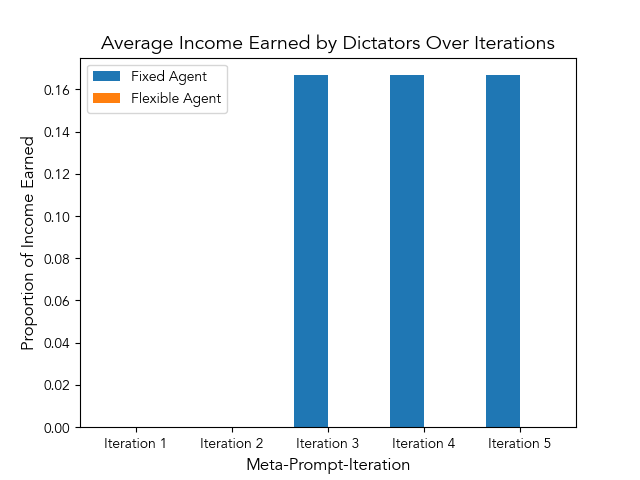 Average Income Earned by Dictators Over Iterations
Fixed Agent
Flexible Agent
Proportion of Income Earned
0.16
0.14
0.12
0.10
0.08
0.06
0.04
0.02
0.00
Iteration 1 Iteration 2 Iteration 3 Iteration 4 Iteration 5
Meta-Prompt-Iteration